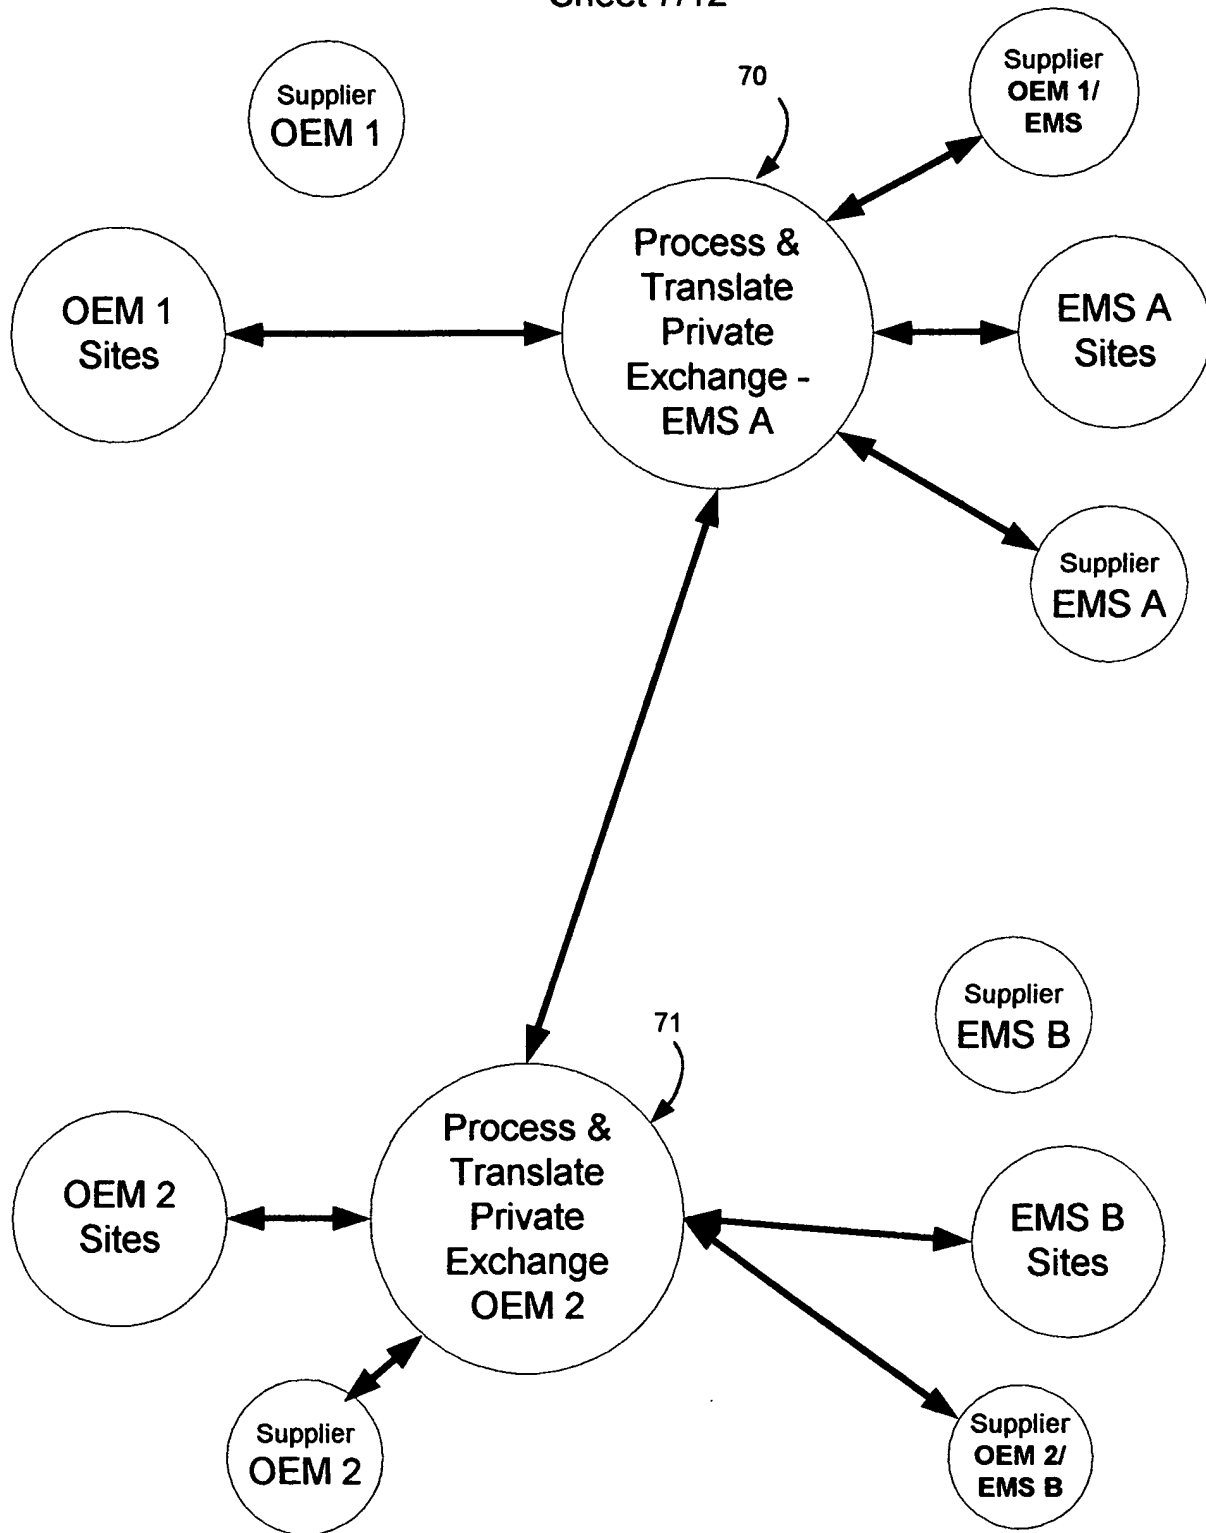 Sheet 7/12
Supplier
OEM 1
70
Supplier
OEM 1/
EMS
OEM 1
Sites
Process &
Translate
Private
Exchange -
EMS A
EMS A
Sites
Supplier
EMS A
Supplier
EMS B
71
OEM 2
Sites
Process &
Translate
Private
Exchange
OEM 2
EMS B
Sites
Supplier
OEM 2
Supplier
OEM 2/
EMS B